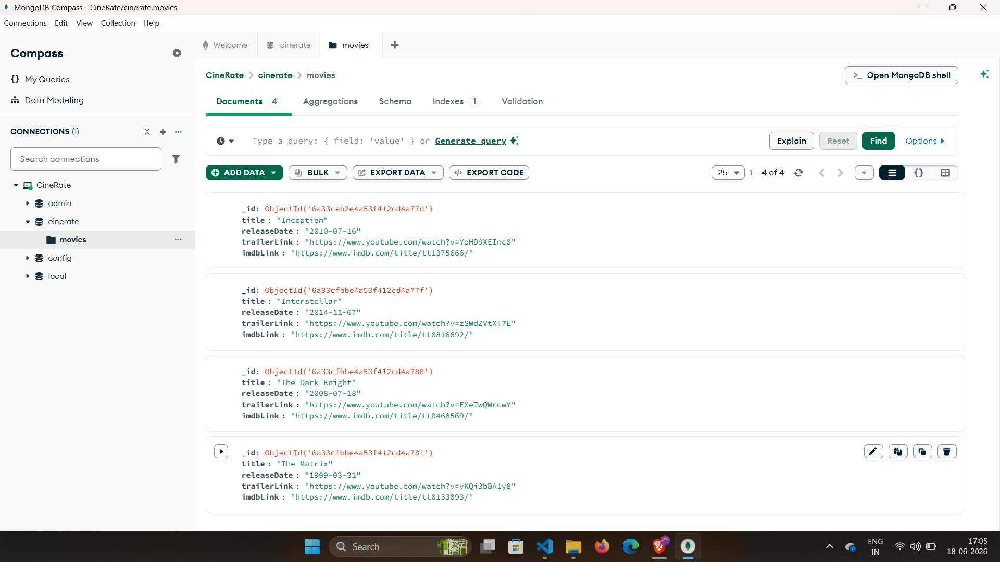 MongoDB Compass - CineRate/cinerate.movies
Connections Edit View Collection Help
Compass
My Queries
Data Modeling
CONNECTIONS (1)
Search connections
CineRate
admin
cinerate
movies
config
local
Welcome cinerate movies
CineRate > cinerate > movies
Open MongoDB shell
Documents 4 Aggregations Schema Indexes 1 Validation
Type a query: { field: 'value' } or Generate query
Explain Reset Find Options
ADD DATA BULK EXPORT DATA EXPORT CODE
25 1 – 4 of 4
_id: ObjectId('6a33ceb2e4a53f412cd4a77d')
title : "Inception"
releaseDate : "2010-07-16"
trailerLink : "https://www.youtube.com/watch?v=YoHD9XEInc0"
imdbLink : "https://www.imdb.com/title/tt1375666/"
_id: ObjectId('6a33cfbbe4a53f412cd4a77f')
title : "Interstellar"
releaseDate : "2014-11-07"
trailerLink : "https://www.youtube.com/watch?v=zSWdZVtXT7E"
imdbLink : "https://www.imdb.com/title/tt0816692/"
_id: ObjectId('6a33cfbbe4a53f412cd4a780')
title : "The Dark Knight"
releaseDate : "2008-07-18"
trailerLink : "https://www.youtube.com/watch?v=EXeTwQWrcwY"
imdbLink : "https://www.imdb.com/title/tt0468569/"
_id: ObjectId('6a33cfbbe4a53f412cd4a781')
title : "The Matrix"
releaseDate : "1999-03-31"
trailerLink : "https://www.youtube.com/watch?v=vKQi3bBA1y8"
imdbLink : "https://www.imdb.com/title/tt0133093/"
Search
ENG
IN
17:05
18-06-2026